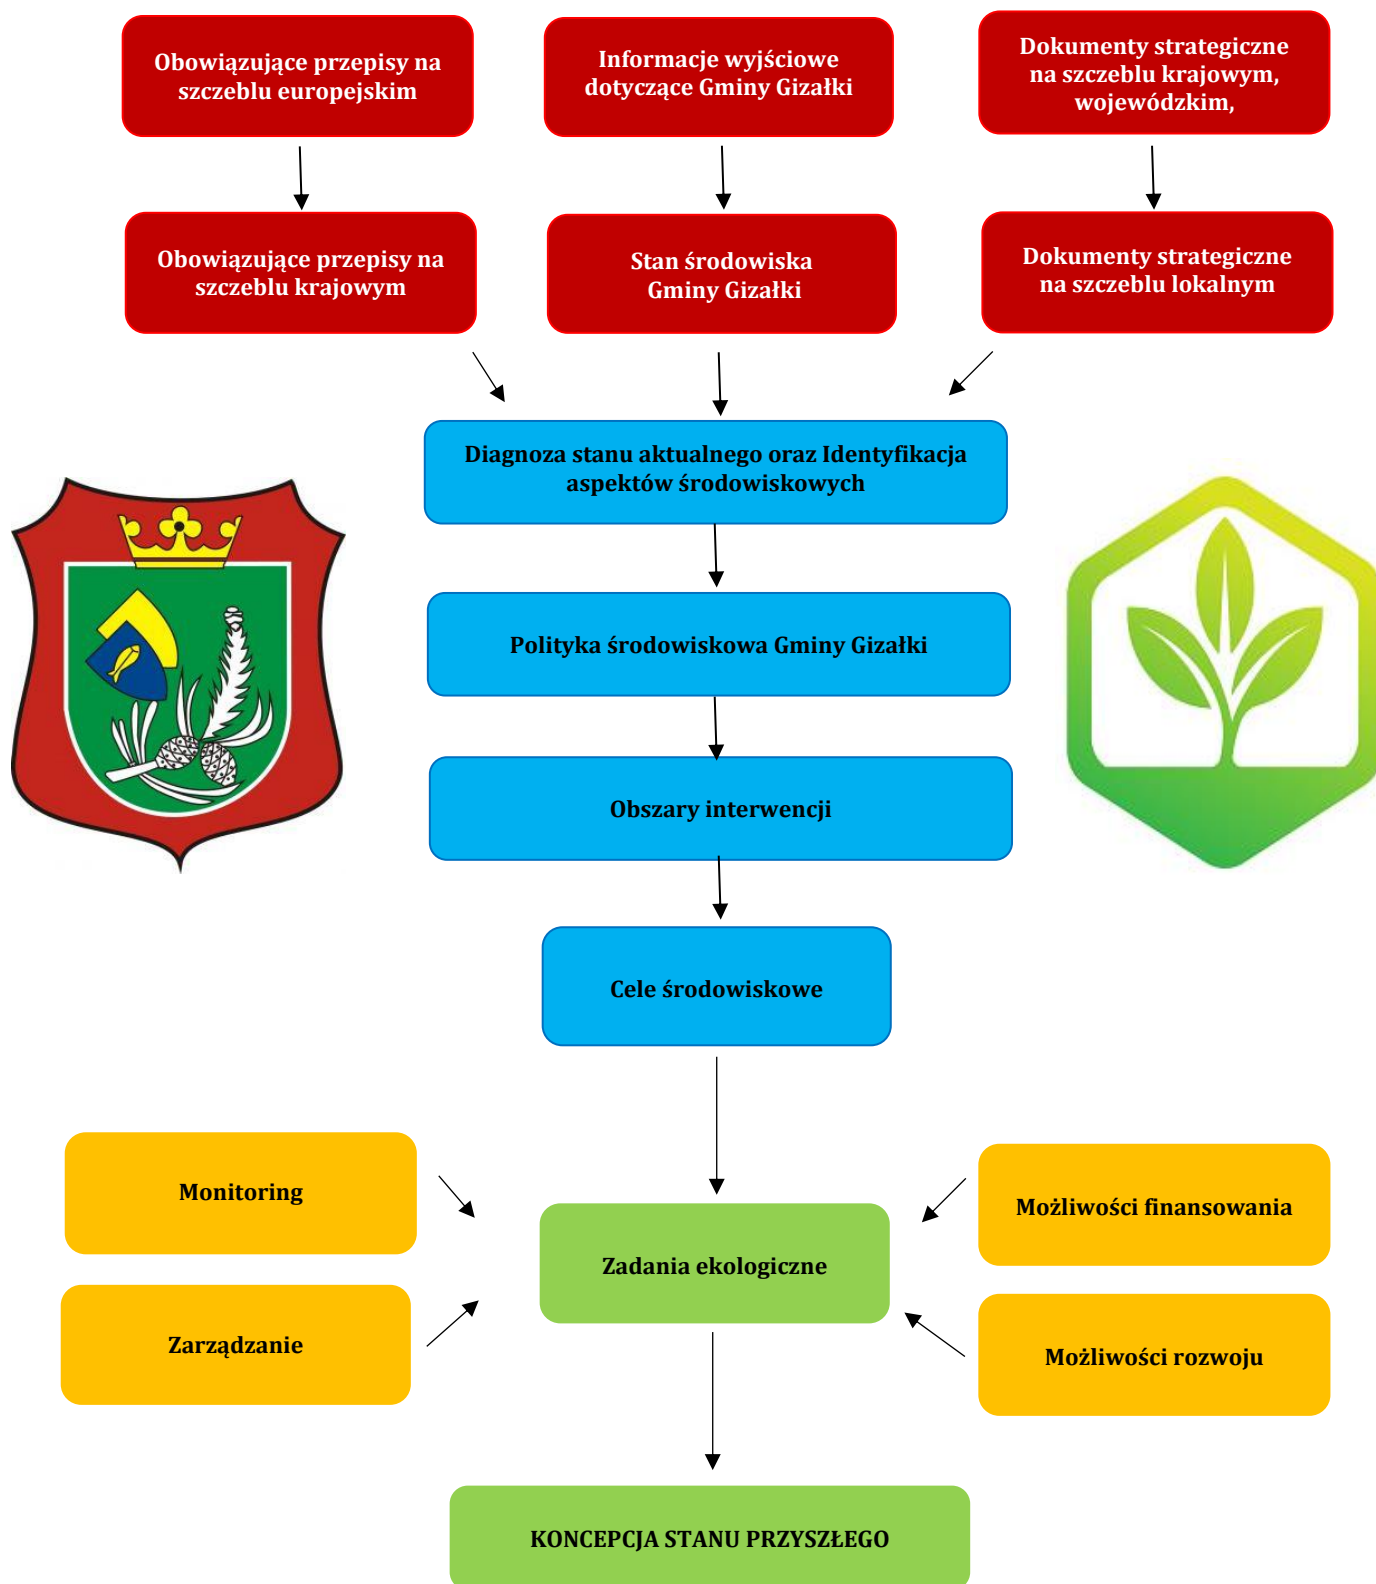 Obowiązujące przepisy na
szczeblu europejskim
Informacje wyjściowe
dotyczące Gminy Gizałki
Dokumenty strategiczne
na szczeblu krajowym,
wojewódzkim,
Obowiązujące przepisy na
szczeblu krajowym
Stan środowiska
Gminy Gizałki
Dokumenty strategiczne
na szczeblu lokalnym
Diagnoza stanu aktualnego oraz Identyfikacja
aspektów środowiskowych
Polityka środowiskowa Gminy Gizałki
Obszary interwencji
Cele środowiskowe
Monitoring
Możliwości finansowania
Zadania ekologiczne
Zarządzanie
Możliwości rozwoju
KONCEPCJA STANU PRZYSZŁEGO